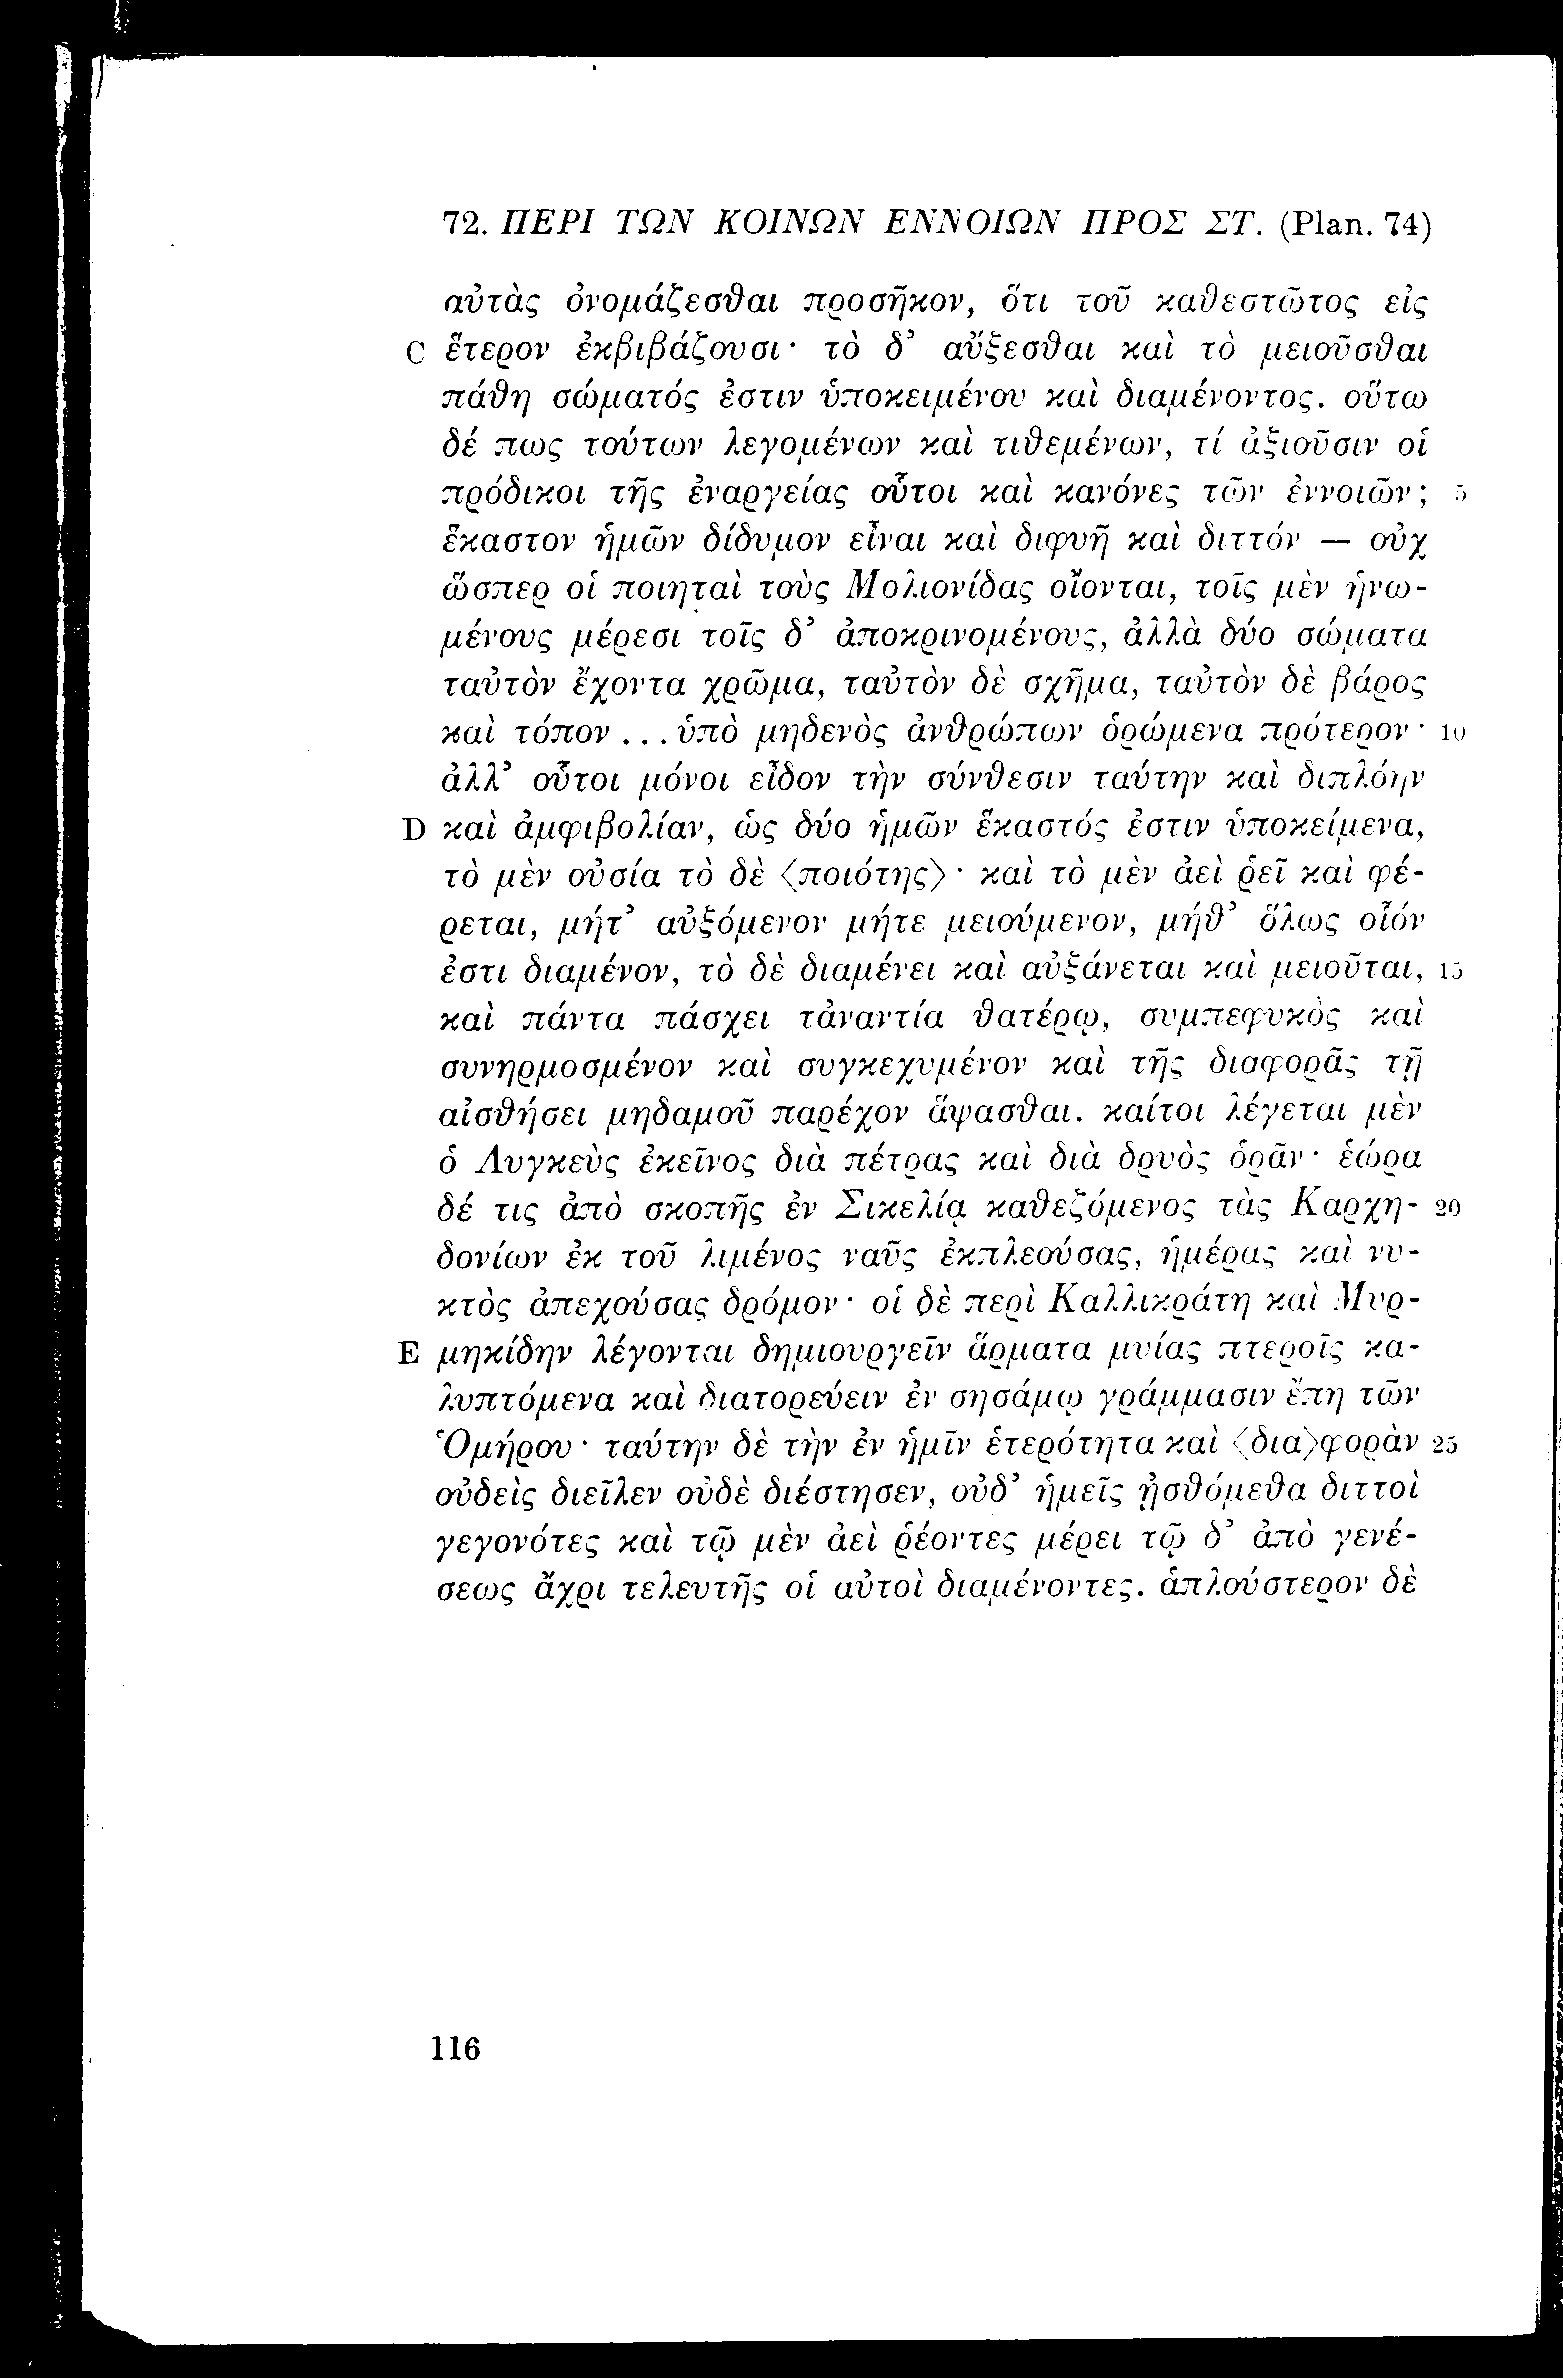 72. ΠΕΡΙ ΤΩΝ ΚΟΙΝΩΝ ΕΝΝΟΙΩΝ ΠΡΟΣ ΣΤ. (Plan. 74)
αὐτὰς ὀνομάζεσθαι προσῆκον, ὅτι τοῦ καθεστῶτος εἰς
C ἕτερον ἐκβιβάζουσι· τὸ δ’ αὔξεσθαι καὶ τὸ μειοῦσθαι
πάθη σώματός ἐστιν ὑποκειμένου καὶ διαμένοντος. οὕτω
δέ πως τούτων λεγομένων καὶ τιθεμένων, τί ἀξιοῦσιν οἱ
πρόδικοι τῆς ἐναργείας οὗτοι καὶ κανόνες τῶν ἐννοιῶν; 5
ἕκαστον ἡμῶν δίδυμον εἶναι καὶ διφυῆ καὶ διττόν — οὐχ
ὥσπερ οἱ ποιηταὶ τοὺς Μολιονίδας οἴονται, τοῖς μὲν ἡνω-
μένους μέρεσι τοῖς δ’ ἀποκρινομένους, ἀλλὰ δύο σώματα
ταὐτὸν ἔχοντα χρῶμα, ταὐτὸν δὲ σχῆμα, ταὐτὸν δὲ βάρος
καὶ τόπον ... ὑπὸ μηδενὸς ἀνθρώπων ὁρώμενα πρότερον· 10
ἀλλ’ οὗτοι μόνοι εἶδον τὴν σύνθεσιν ταύτην καὶ διπλόην
D καὶ ἀμφιβολίαν, ὡς δύο ἡμῶν ἕκαστός ἐστιν ὑποκείμενα,
τὸ μὲν οὐσία τὸ δὲ 〈ποιότης〉· καὶ τὸ μὲν ἀεὶ ῥεῖ καὶ φέ-
ρεται, μήτ’ αὐξόμενον μήτε μειούμενον, μήθ’ ὅλως οἷόν
ἐστι διαμένον, τὸ δὲ διαμένει καὶ αὐξάνεται καὶ μειοῦται, 15
καὶ πάντα πάσχει τἀναντία θατέρῳ, συμπεφυκὸς καὶ
συνηρμοσμένον καὶ συγκεχυμένον καὶ τῆς διαφορᾶς τῇ
αἰσθήσει μηδαμοῦ παρέχον ἅψασθαι. καίτοι λέγεται μὲν
ὁ Λυγκεὺς ἐκεῖνος διὰ πέτρας καὶ διὰ δρυὸς ὁρᾶν· ἑώρα
δέ τις ἀπὸ σκοπῆς ἐν Σικελίᾳ καθεζόμενος τὰς Καρχη- 20
δονίων ἐκ τοῦ λιμένος ναῦς ἐκπλεούσας, ἡμέρας καὶ νυ-
κτὸς ἀπεχούσας δρόμον· οἱ δὲ περὶ Καλλικράτη καὶ Μυρ-
E μηκίδην λέγονται δημιουργεῖν ἅρματα μυίας πτεροῖς κα-
λυπτόμενα καὶ διατορεύειν ἐν σησάμῳ γράμμασιν ἔπη τῶν
Ὁμήρου· ταύτην δὲ τὴν ἐν ἡμῖν ἑτερότητα καὶ 〈δια〉φορὰν 25
οὐδεὶς διεῖλεν οὐδὲ διέστησεν, οὐδ’ ἡμεῖς ᾐσθόμεθα διττοὶ
γεγονότες καὶ τῷ μὲν ἀεὶ ῥέοντες μέρει τῷ δ’ ἀπὸ γενέ-
σεως ἄχρι τελευτῆς οἱ αὐτοὶ διαμένοντες. ἁπλούστερον δὲ
116